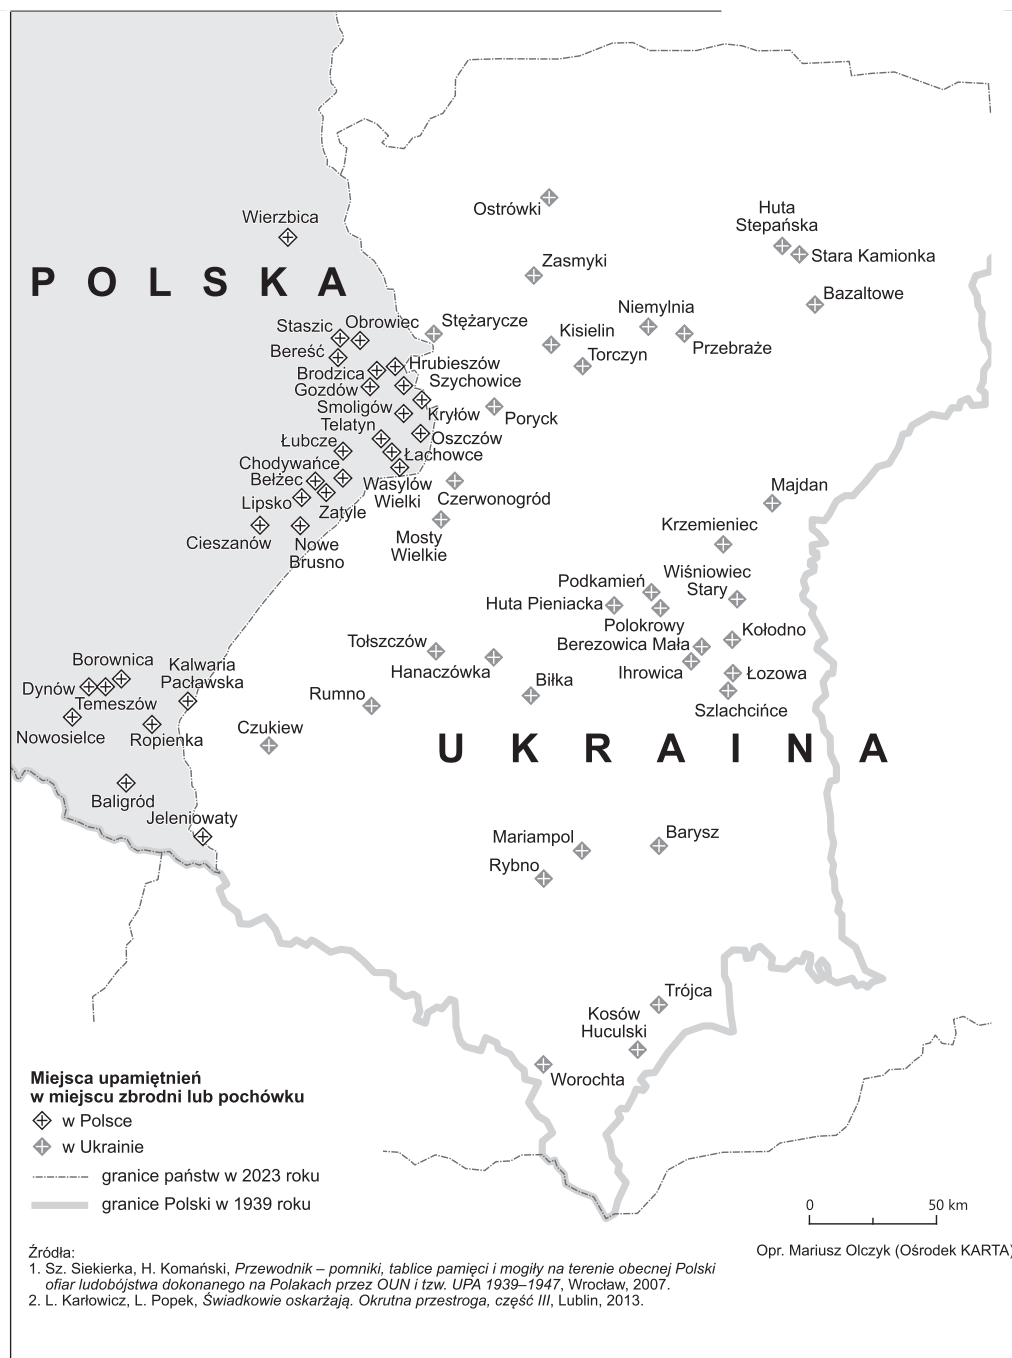 Ostrówki
Huta
Stepańska
Wierzbica
Stara Kamionka
Zasmyki
POLSKA
Bazaltowe
Niemylnia
Staszic
Obrowiec
Stężarycze
Kisielin
Przebraże
Bereść
Torczyn
Brodzica
Hrubieszów
Gozdów
Szychowice
Smoligów
Kryłów
Poryck
Telatyn
Łubcze
Oszczów
Łachowce
Chodywańce
Bełżec
Wasylów
Wielki
Majdan
Lipsko
Zatyle
Czerwonogród
Krzemieniec
Cieszanów
Nowe
Brusno
Mosty
Wielkie
Podkamień
Wiśniowiec
Stary
Huta Pieniacka
Polokrowy
Kołodno
Tołszczów
Berezowica Mała
Borownica
Kalwaria
Pacławska
Hanaczówka
Ihrowica
Łozowa
Dynów
Temeszów
Rumno
Biłka
Szlachcińce
Nowosielce
Ropienka
Czukiew
UKRAINA
Baligród
Jeleniowaty
Mariampol
Barysz
Rybno
Trójca
Kosów
Huculski
Worochta
Miejsca upamiętnień
w miejscu zbrodni lub pochówku
w Polsce
w Ukrainie
granice państw w 2023 roku
granice Polski w 1939 roku
0 50 km
Opr. Mariusz Olczyk (Ośrodek KARTA)
Źródła:
1. Sz. Siekierka, H. Komański, Przewodnik – pomniki, tablice pamięci i mogiły na terenie obecnej Polski
ofiar ludobójstwa dokonanego na Polakach przez OUN i tzw. UPA 1939–1947, Wrocław, 2007.
2. L. Karłowicz, L. Popek, Świadkowie oskarżają. Okrutna przestroga, część III, Lublin, 2013.